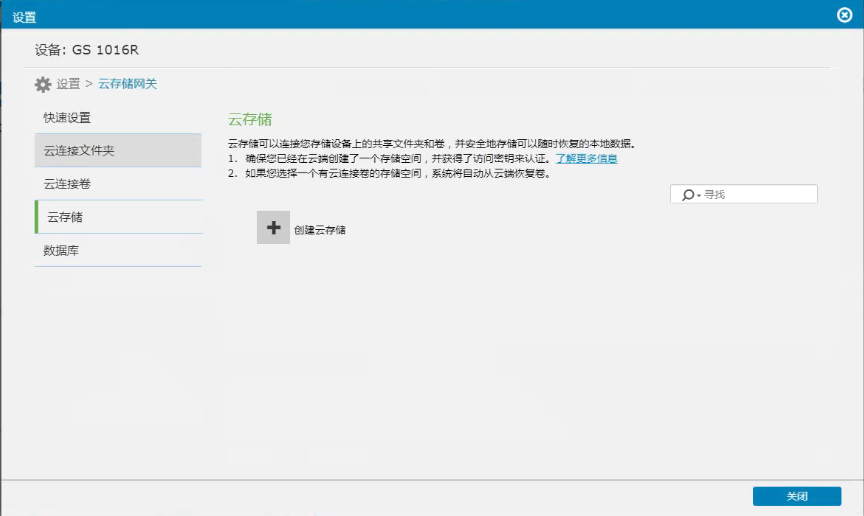 设置
设备: GS 1016R
设置 > 云存储网关
快速设置
云连接文件夹
云连接卷
云存储
数据库
云存储
云存储可以连接您存储设备上的共享文件夹和卷，并安全地存储可以随时恢复的本地数据。
1. 确保您已经在云端创建了一个存储空间，并获得了访问密钥来认证。了解更多信息
2. 如果您选择一个有云连接卷的存储空间，系统将自动从云端恢复卷。
寻找
创建云存储
关闭